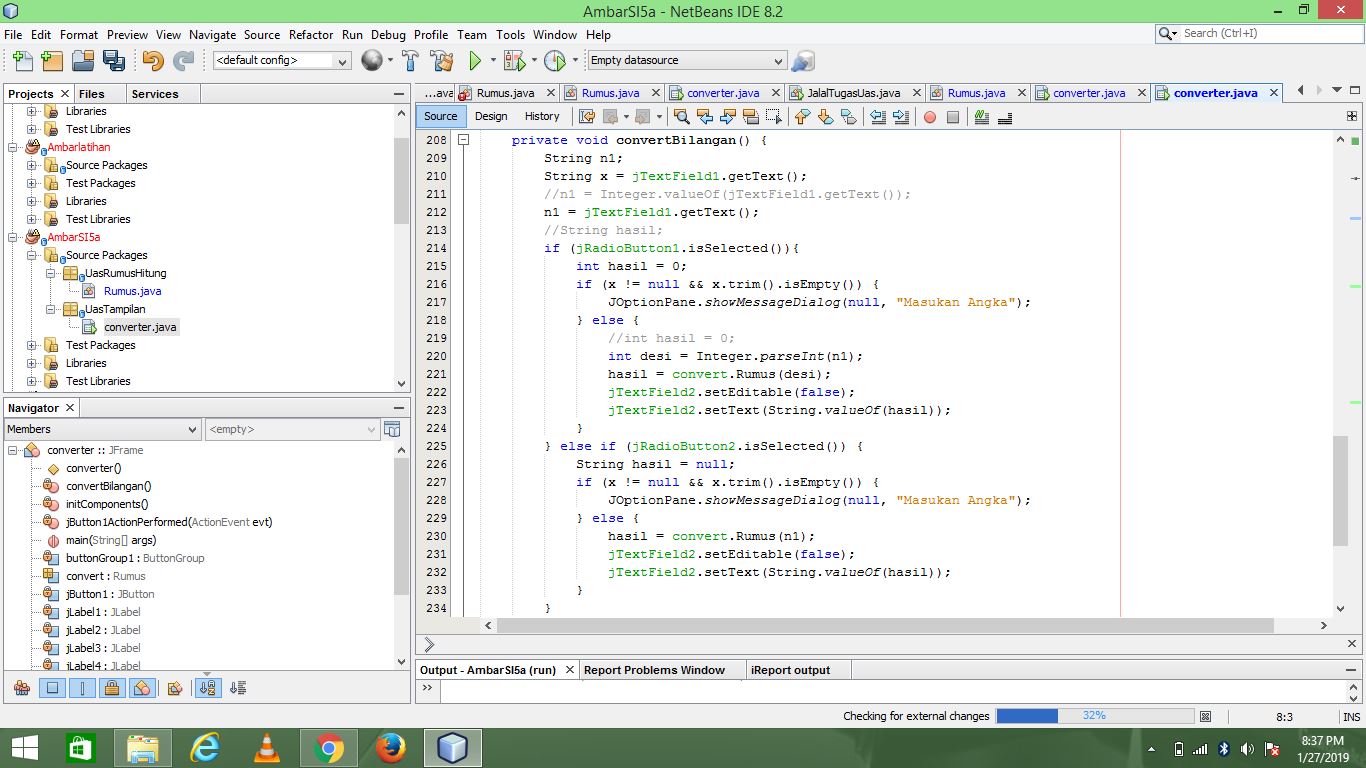 AmbarSI5a - NetBeans IDE 8.2
File Edit Format Preview View Navigate Source Refactor Run Debug Profile Team Tools Window Help
Search (Ctrl+I)
<default config>
Empty datasource
Projects Files Services
Libraries
Test Libraries
Ambarlatihan
Source Packages
Test Packages
Libraries
Test Libraries
AmbarSI5a
Source Packages
UasRumusHitung
Rumus.java
UasTampilan
converter.java
Test Packages
Libraries
Test Libraries
Navigator
Members
<empty>
converter :: JFrame
converter()
convertBilangan()
initComponents()
jButton1ActionPerformed(ActionEvent evt)
main(String[] args)
buttonGroup1 : ButtonGroup
convert : Rumus
jButton1 : JButton
jLabel1 : JLabel
jLabel2 : JLabel
jLabel3 : JLabel
jLabel4 : JLabel
...ava Rumus.java Rumus.java converter.java JalalTugasUas.java Rumus.java converter.java converter.java
Source Design History
208 private void convertBilangan() {
209 String n1;
210 String x = jTextField1.getText();
211 //n1 = Integer.valueOf(jTextField1.getText());
212 n1 = jTextField1.getText();
213 //String hasil;
214 if (jRadioButton1.isSelected()){
215 int hasil = 0;
216 if (x != null && x.trim().isEmpty()) {
217 JOptionPane.showMessageDialog(null, "Masukan Angka");
218 } else {
219 //int hasil = 0;
220 int desi = Integer.parseInt(n1);
221 hasil = convert.Rumus(desi);
222 jTextField2.setEditable(false);
223 jTextField2.setText(String.valueOf(hasil));
224 }
225 } else if (jRadioButton2.isSelected()) {
226 String hasil = null;
227 if (x != null && x.trim().isEmpty()) {
228 JOptionPane.showMessageDialog(null, "Masukan Angka");
229 } else {
230 hasil = convert.Rumus(n1);
231 jTextField2.setEditable(false);
232 jTextField2.setText(String.valueOf(hasil));
233 }
234 }
Output - AmbarSI5a (run) Report Problems Window iReport output
Checking for external changes 32% 8:3 INS
8:37 PM
1/27/2019